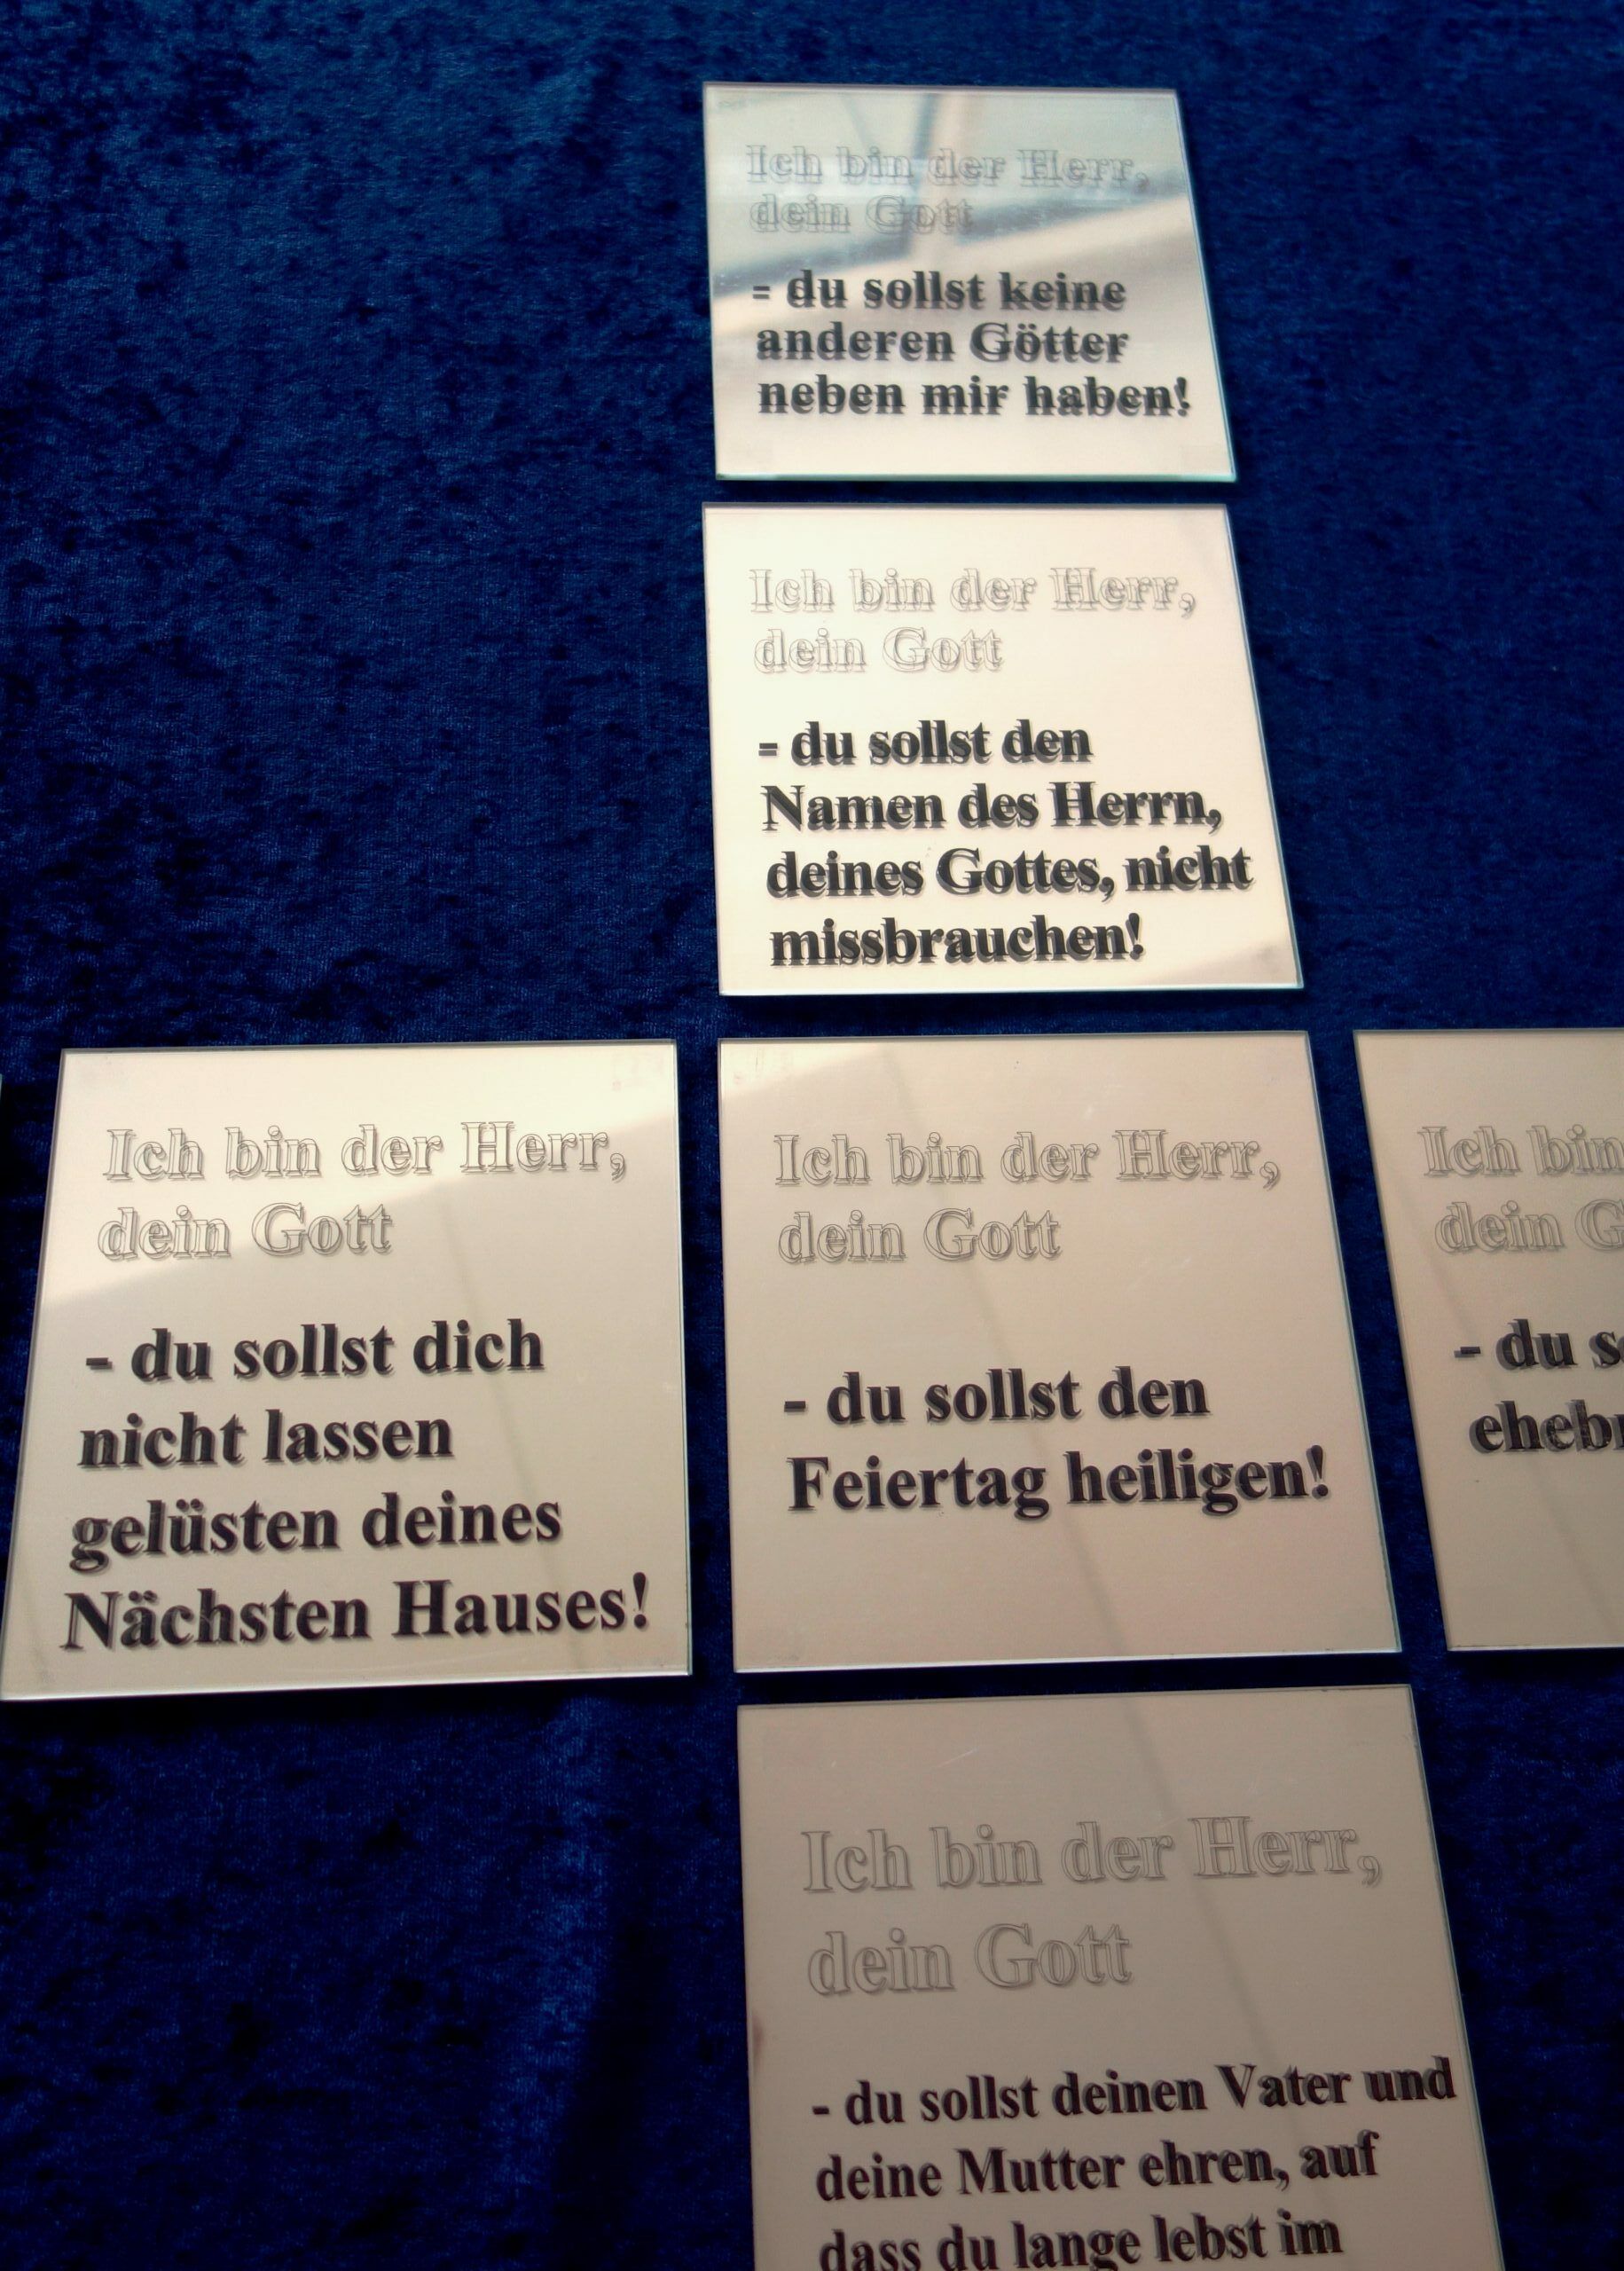 Ich bin der Herr,
dein Gott
- du sollst keine
anderen Götter
neben mir haben!
Ich bin der Herr,
dein Gott
- du sollst den
Namen des Herrn,
deines Gottes, nicht
missbrauchen!
Ich bin der Herr,
dein Gott
- du sollst dich
nicht lassen
gelüsten deines
Nächsten Hauses!
Ich bin der Herr,
dein Gott
- du sollst den
Feiertag heiligen!
Ich bin
dein
- du
Ich bin der Herr,
dein Gott
- du sollst deinen Vater und
deine Mutter ehren, auf
dass du lange lebst im